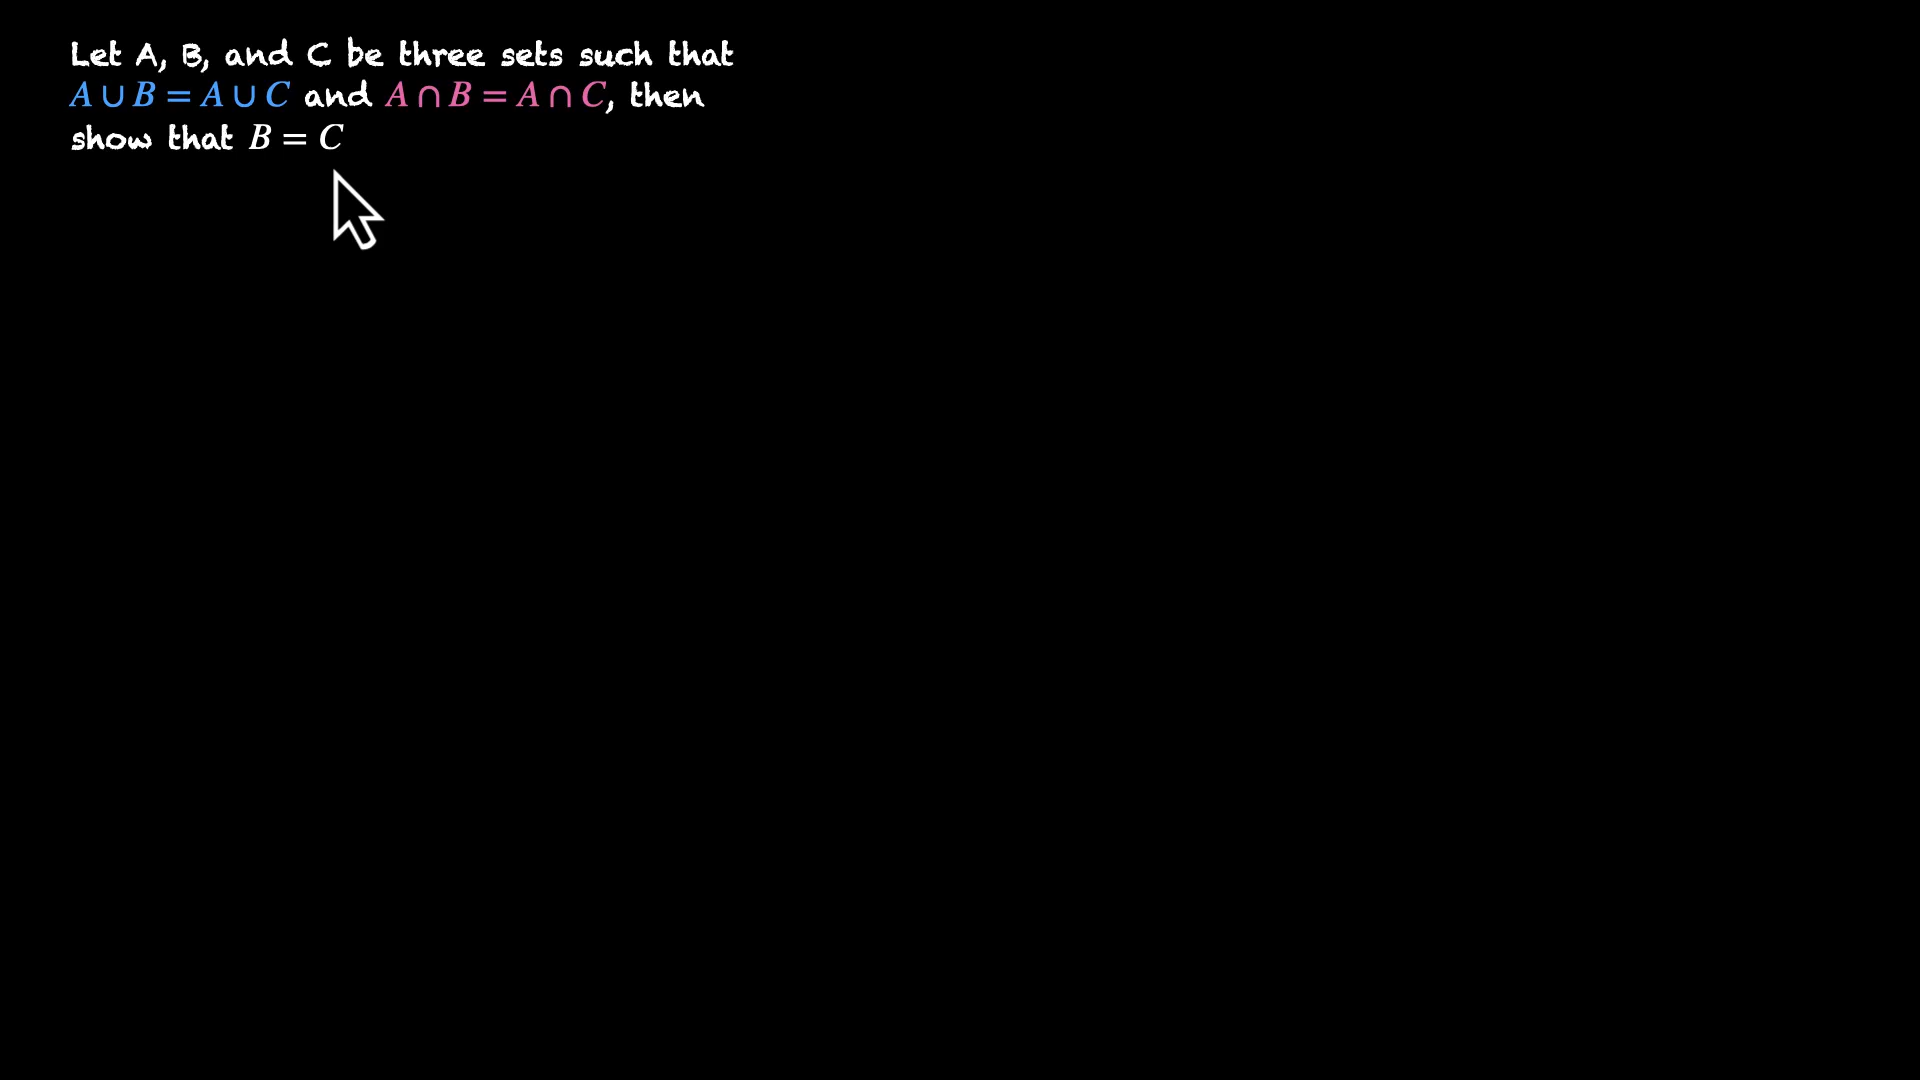 Let A, B, and C be three sets such that
A ∪ B = A ∪ C and A ∩ B = A ∩ C, then
show that B = C